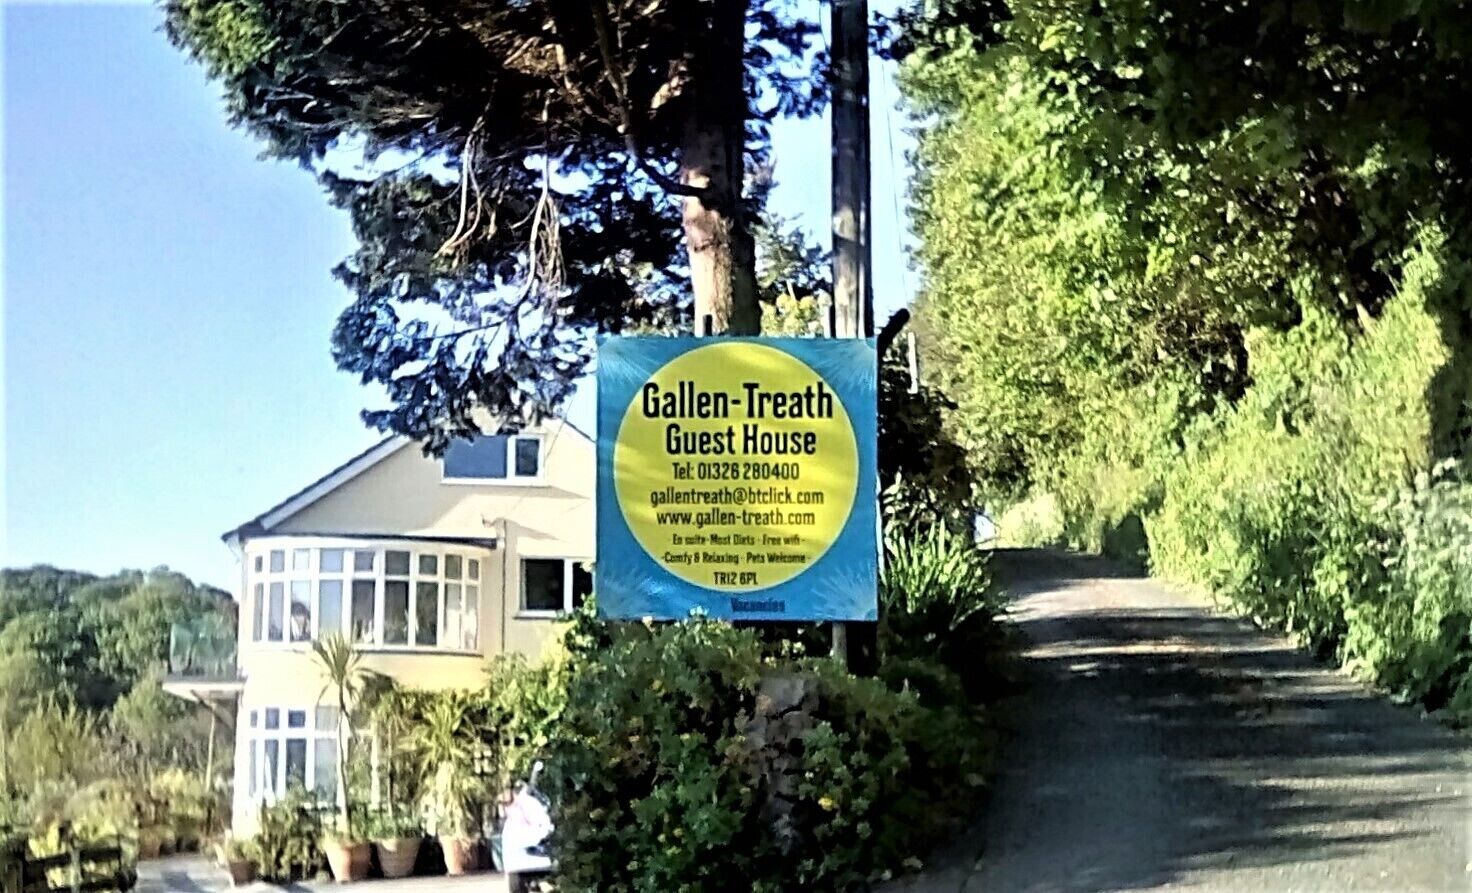 Gallen-Treath
Guest House
Tel: 01326 280400
gallentreath@btclick.com
www.gallen-treath.com
- En suite - Most Diets - Free wifi -
-Comfy & Relaxing - Pets Welcome -
TR12 6PL
Vacancies